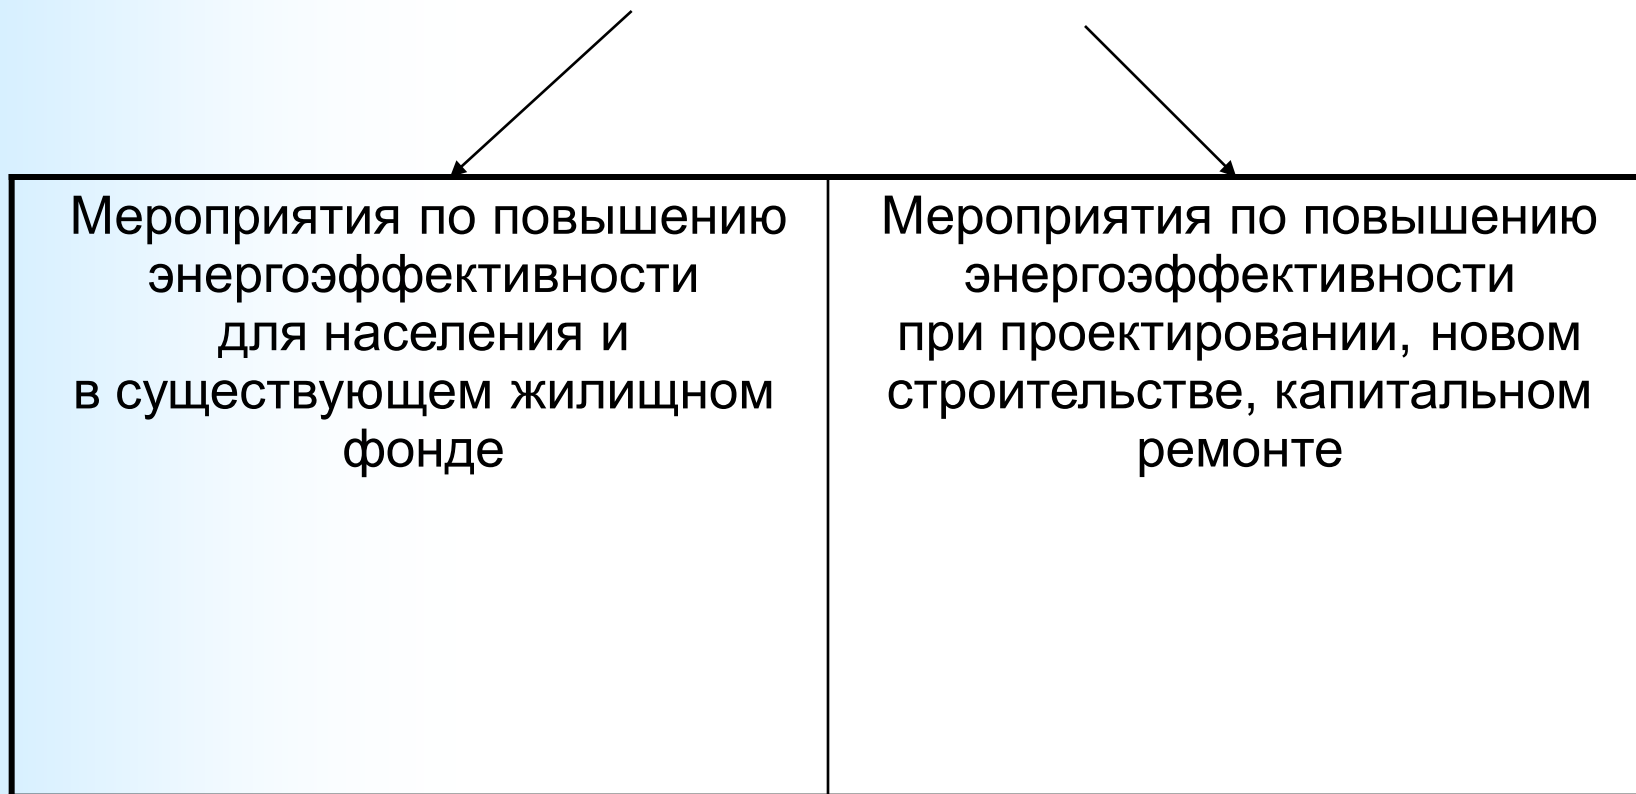 Мероприятия по повышению
энергоэффективности
для населения и
в существующем жилищном
фонде
Мероприятия по повышению
энергоэффективности
при проектировании, новом
строительстве, капитальном
ремонте